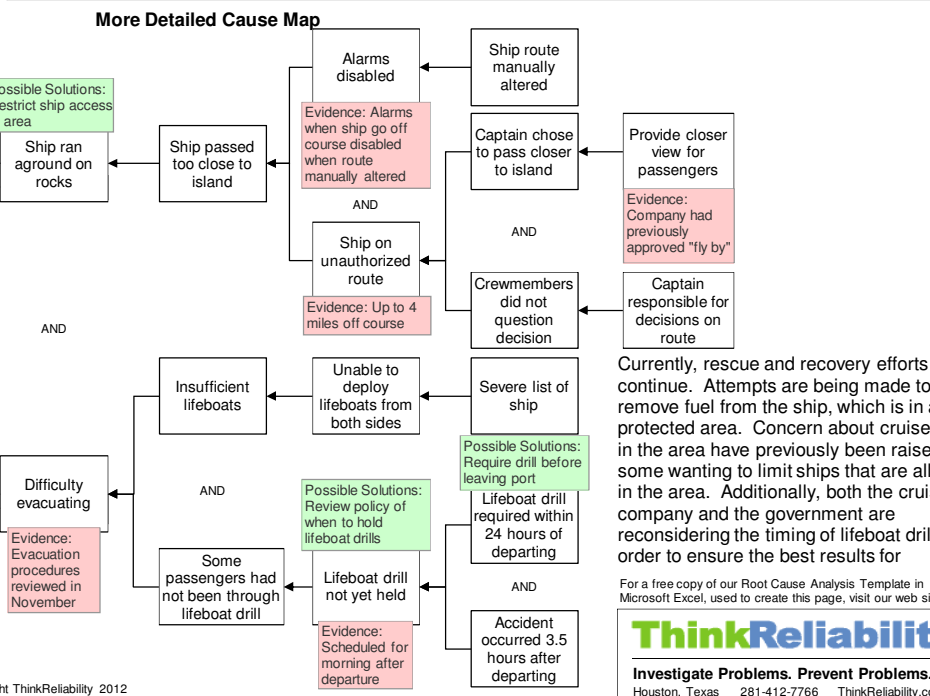 More Detailed Cause Map
Alarms
disabled
Ship route
manually
altered
ossible Solutions:
estrict ship access
area
Ship ran
aground on
rocks
Ship passed
too close to
island
Evidence: Alarms
when ship go off
course disabled
when route
manually altered
Captain chose
to pass closer
to island
Provide closer
view for
passengers
Evidence:
Company had
previously
approved "fly by"
AND
AND
Ship on
unauthorized
route
Evidence: Up to 4
miles off course
Crewmembers
did not
question
decision
Captain
responsible for
decisions on
route
AND
Insufficient
lifeboats
Unable to
deploy
lifeboats from
both sides
Severe list of
ship
Possible Solutions:
Require drill before
leaving port
Difficulty
evacuating
Evidence:
Evacuation
procedures
reviewed in
November
AND
Possible Solutions:
Review policy of
when to hold
lifeboat drills
Lifeboat drill
required within
24 hours of
departing
Some
passengers had
not been through
lifeboat drill
Lifeboat drill
not yet held
AND
Evidence:
Scheduled for
morning after
departure
Accident
occurred 3.5
hours after
departing
Currently, rescue and recovery efforts
continue. Attempts are being made to
remove fuel from the ship, which is in a
protected area. Concern about cruise
in the area have previously been raise
some wanting to limit ships that are all
in the area. Additionally, both the crui
company and the government are
reconsidering the timing of lifeboat dril
order to ensure the best results for
For a free copy of our Root Cause Analysis Template in
Microsoft Excel, used to create this page, visit our web si
ThinkReliabilit
Investigate Problems. Prevent Problems.
Houston, Texas 281-412-7766 ThinkReliability.co
ht ThinkReliability 2012